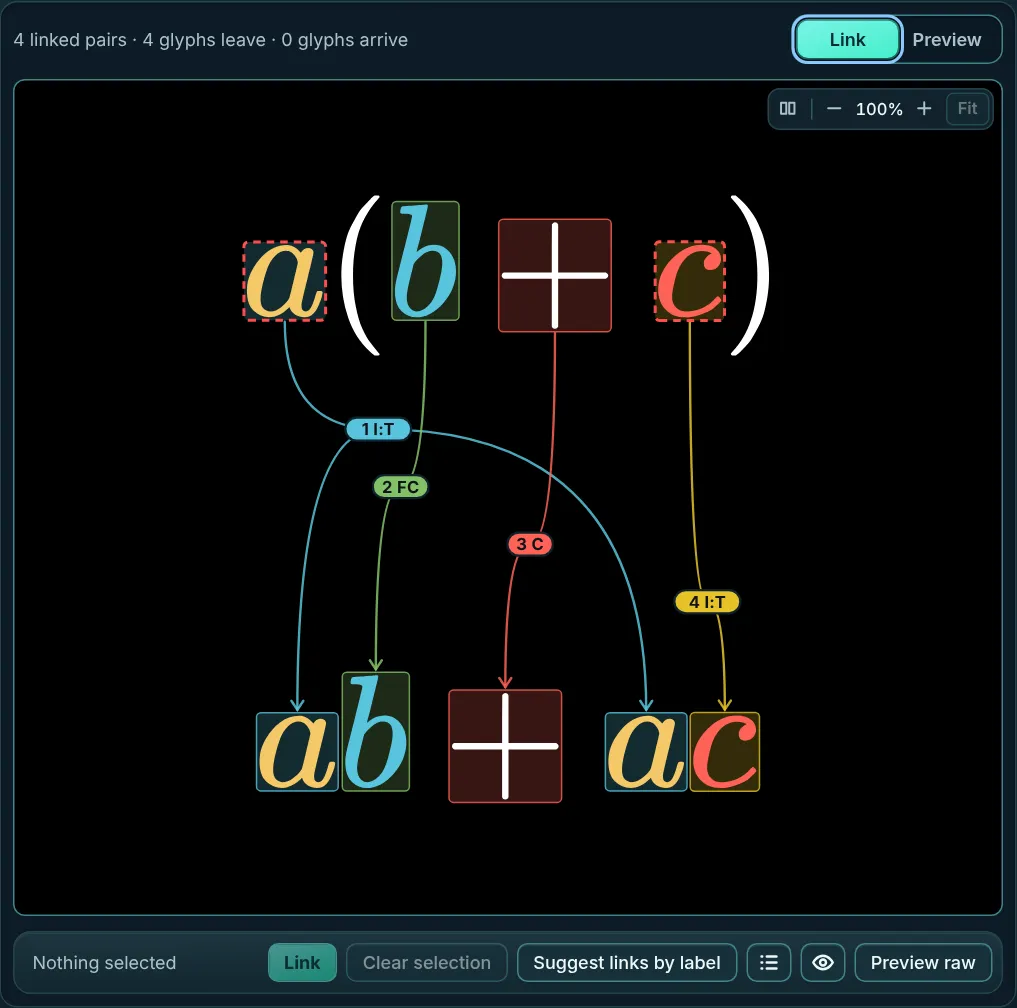 4 linked pairs · 4 glyphs leave · 0 glyphs arrive
Link Preview
100% Fit
a(b + c)
1 I:T
2 FC
3 C
4 I:T
ab + ac
Nothing selected Link Clear selection Suggest links by label Preview raw